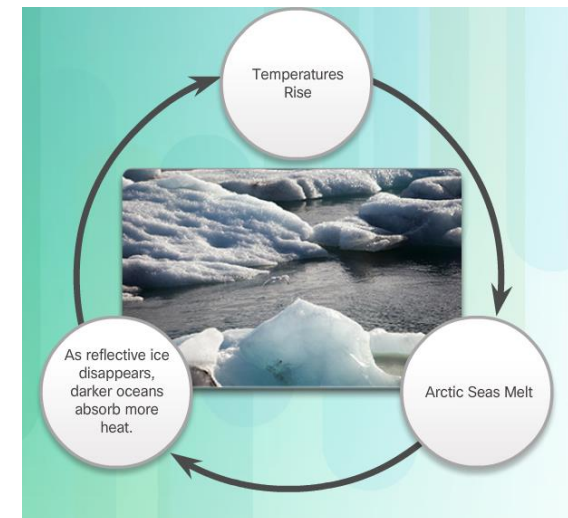 Temperatures
Rise
Arctic Seas Melt
As reflective ice
disappears,
darker oceans
absorb more
heat.